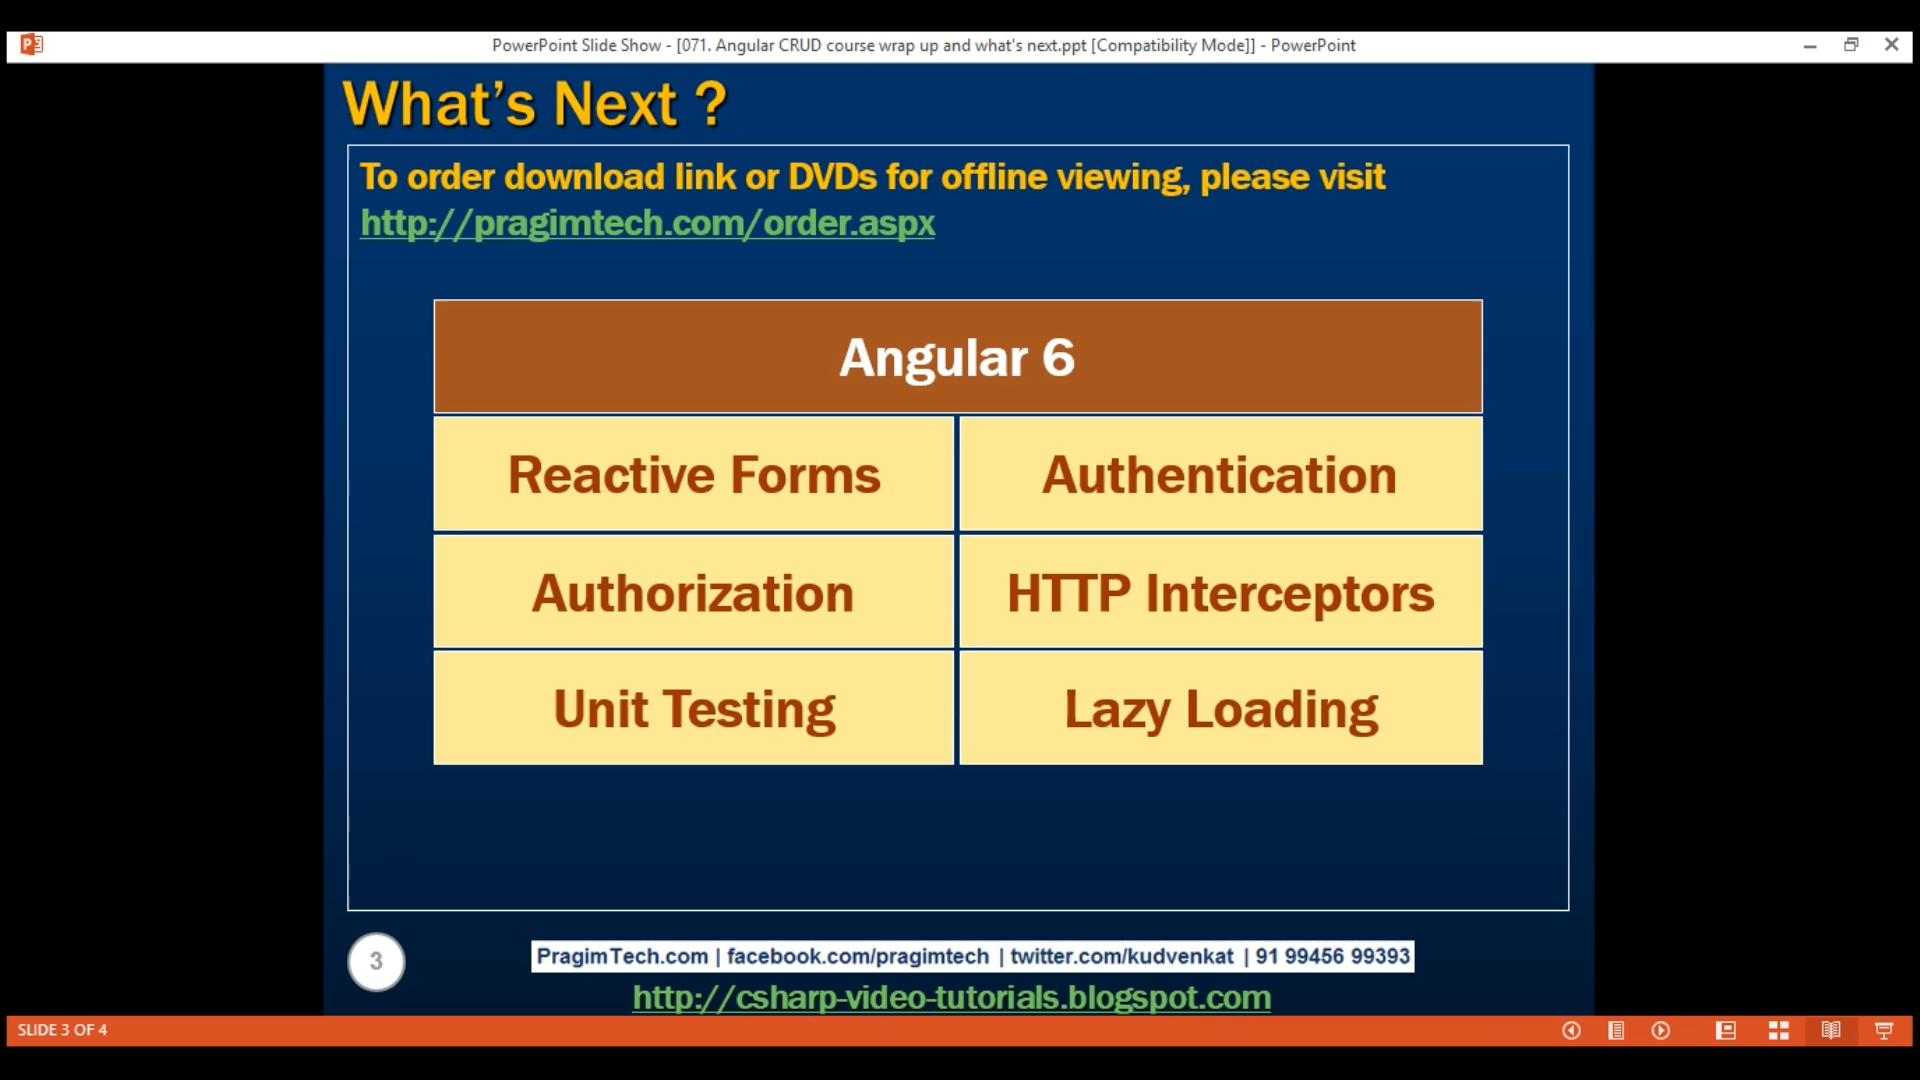 PowerPoint Slide Show - [071. Angular CRUD course wrap up and what's next.ppt [Compatibility Mode]] - PowerPoint
What's Next ?
To order download link or DVDs for offline viewing, please visit
http://pragimtech.com/order.aspx
Angular 6
Reactive Forms
Authentication
Authorization
HTTP Interceptors
Unit Testing
Lazy Loading
3
PragimTech.com | facebook.com/pragimtech | twitter.com/kudvenkat | 91 99456 99393
http://csharp-video-tutorials.blogspot.com
SLIDE 3 OF 4